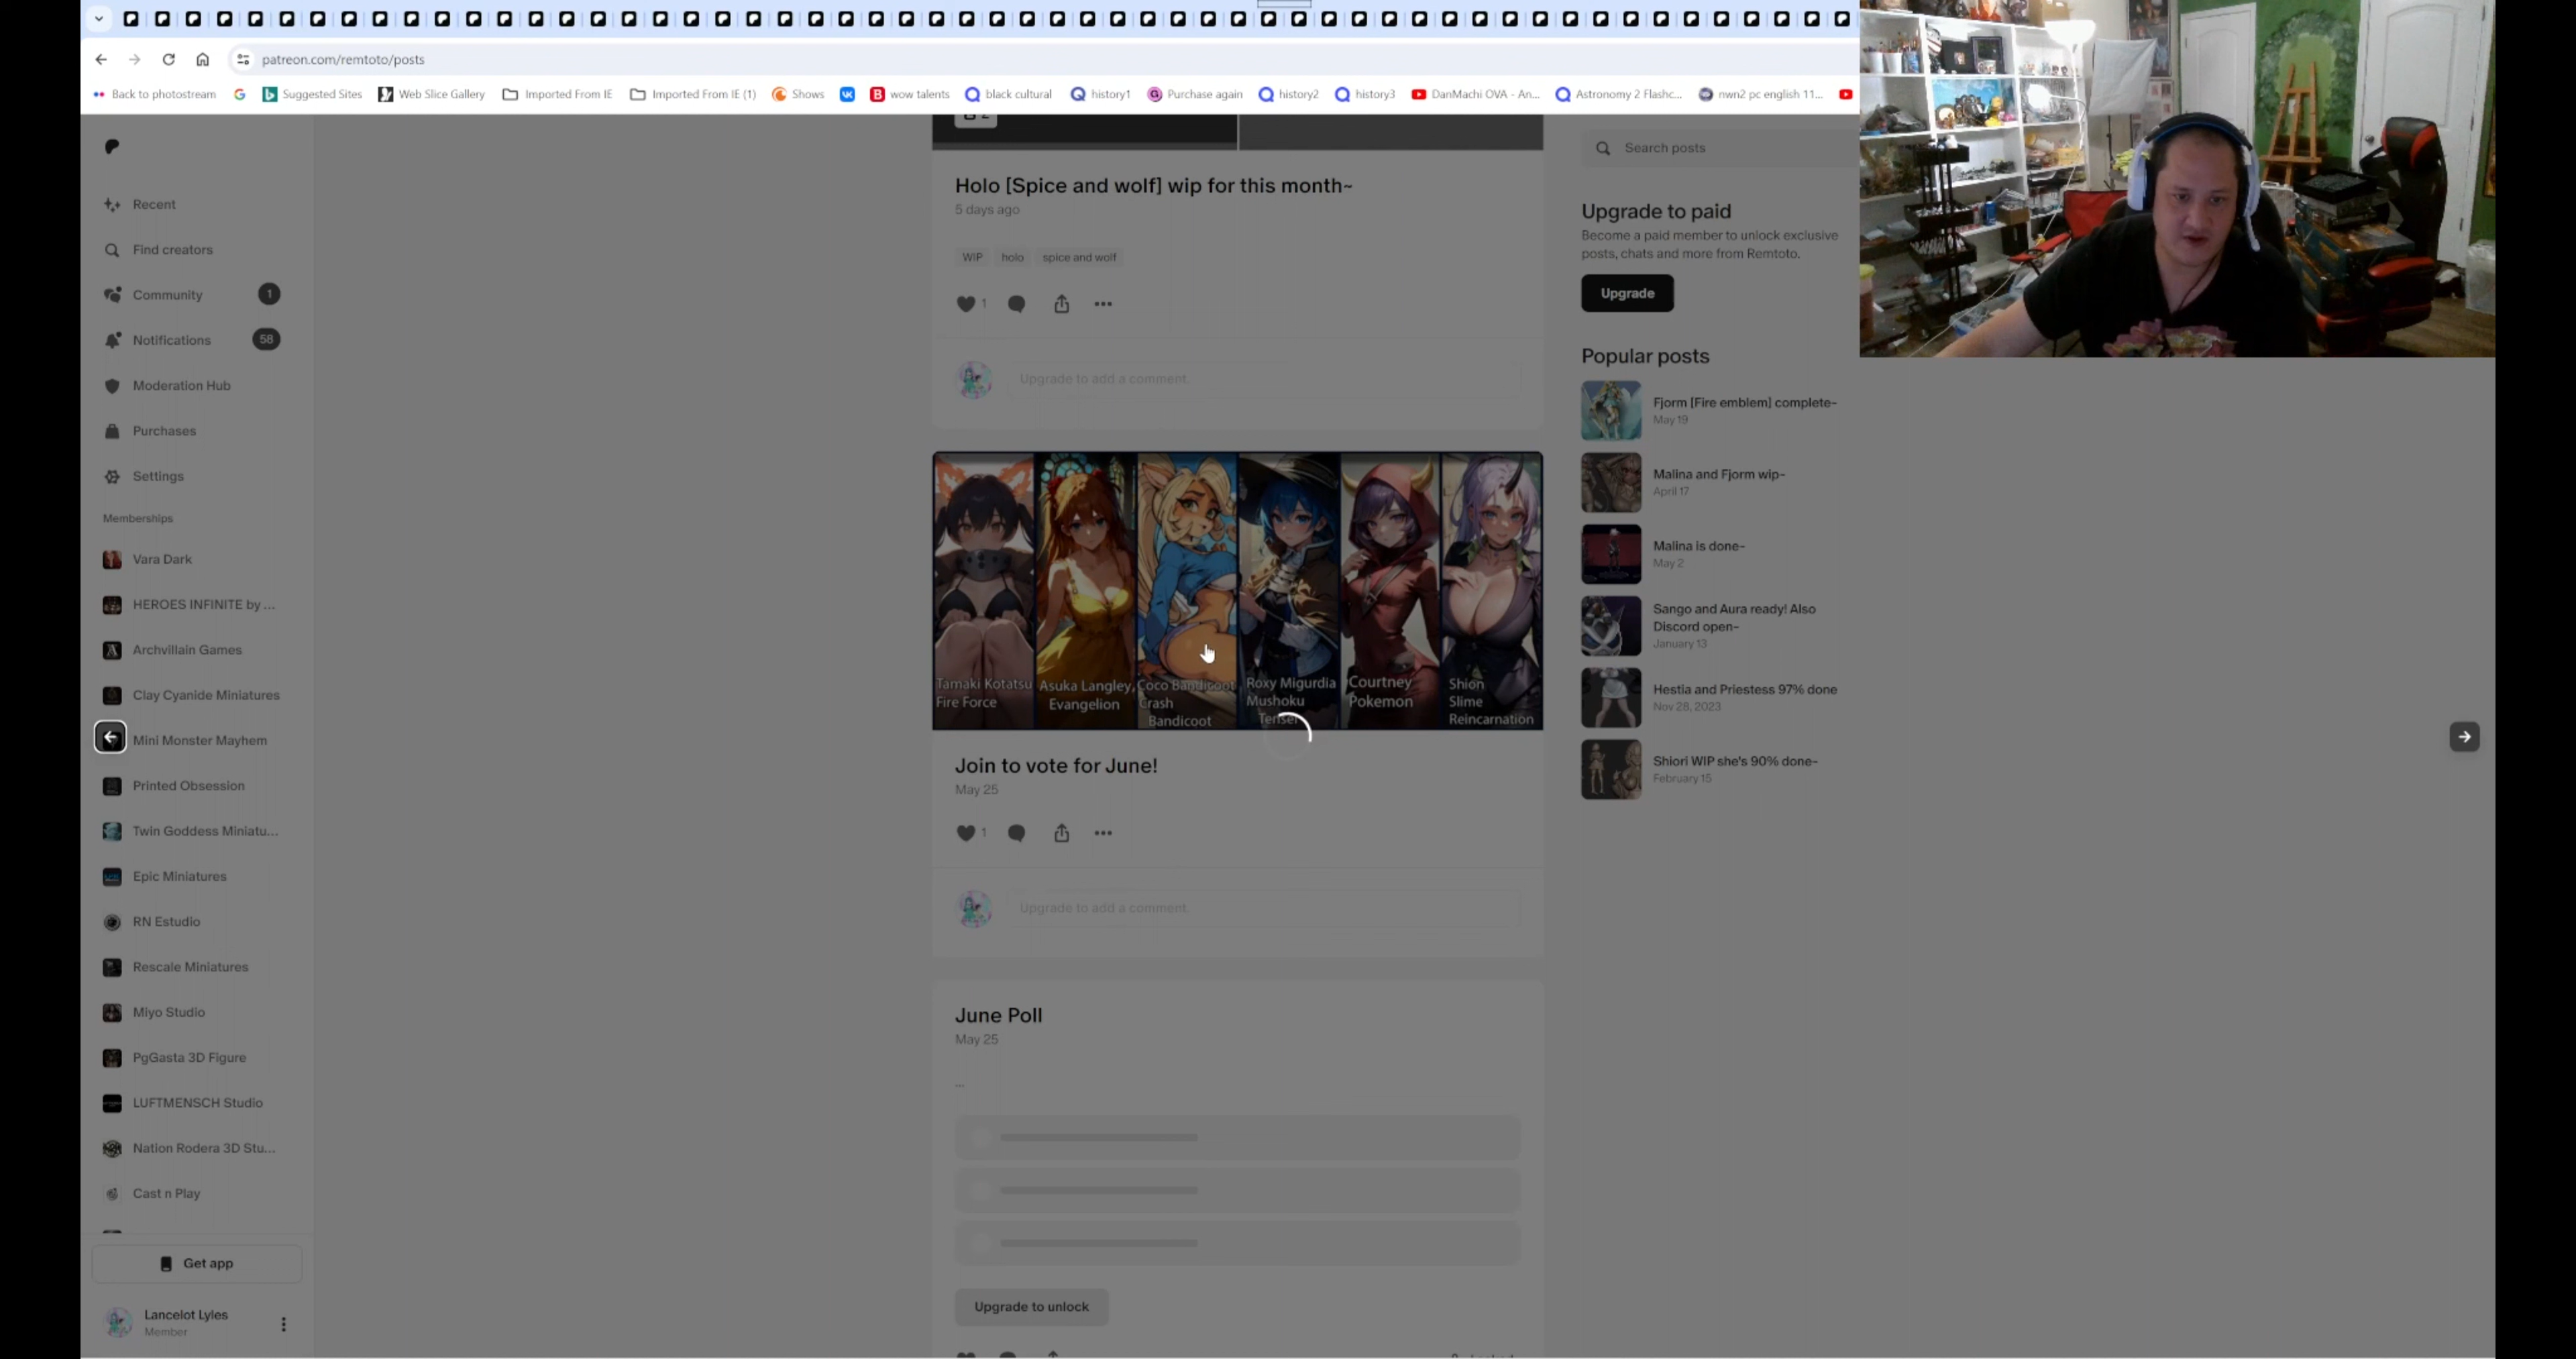 patreon.com/remtoto/posts
Back to photostream
Suggested Sites
Web Slice Gallery
Imported From IE
Imported From IE (1)
Shows
wow talents
black cultural
history1
Purchase again
history2
history3
DanMachi OVA - An...
Astronomy 2 Flashc...
nwn2 pc english 11...
Recent
Find creators
Community
1
Notifications
58
Moderation Hub
Purchases
Settings
Memberships
Vara Dark
HEROES INFINITE by ...
Archvillain Games
Clay Cyanide Miniatures
Mini Monster Mayhem
Printed Obsession
Twin Goddess Miniatu...
Epic Miniatures
RN Estudio
Rescale Miniatures
Miyo Studio
PgGasta 3D Figure
LUFTMENSCH Studio
Nation Rodera 3D Stu...
Cast n Play
Get app
Lancelot Lyles
Member
Holo [Spice and wolf] wip for this month~
5 days ago
WIP
holo
spice and wolf
1
Upgrade to add a comment.
Tamaki Kotatsu
Fire Force
Asuka Langley,
Evangelion
Coco Bandicoot
Crash
Bandicoot
Roxy Migurdia
Mushoku
Tensei
Courtney
Pokemon
Shion
Slime
Reincarnation
Join to vote for June!
May 25
1
Upgrade to add a comment.
June Poll
May 25
...
Upgrade to unlock
Search posts
Upgrade to paid
Become a paid member to unlock exclusive
posts, chats and more from Remtoto.
Upgrade
Popular posts
Fjorm [Fire emblem] complete~
May 19
Malina and Fjorm wip~
April 17
Malina is done~
May 2
Sango and Aura ready! Also
Discord open~
January 13
Hestia and Priestess 97% done
Nov 28, 2023
Shiori WIP she's 90% done~
February 15